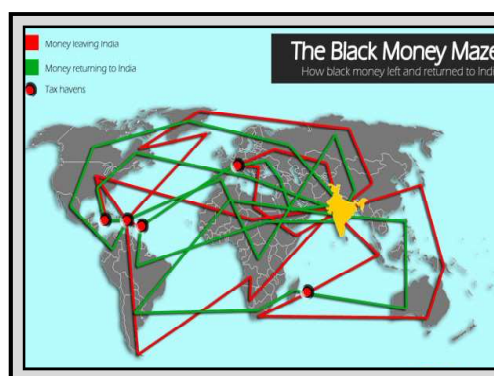 Money leaving India
Money returning to India
Tax havens
The Black Money Maze
How black money left and returned to Indi